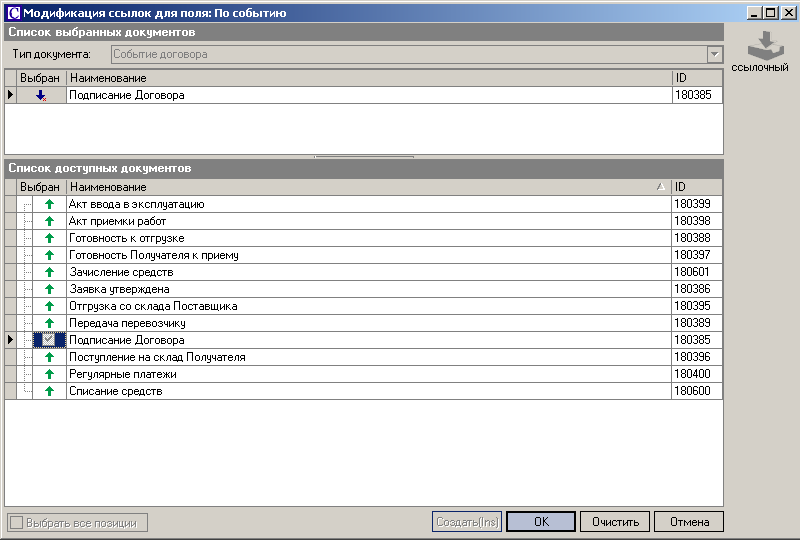 Модификация ссылок для поля: По событию
Список выбранных документов
Тип документа: Событие договора
ссылочный
Выбран Наименование ID
Подписание Договора 180385
Список доступных документов
Выбран Наименование ID
Акт ввода в эксплуатацию 180399
Акт приемки работ 180398
Готовность к отгрузке 180388
Готовность Получателя к приему 180397
Зачисление средств 180601
Заявка утверждена 180386
Отгрузка со склада Поставщика 180395
Передача перевозчику 180389
Подписание Договора 180385
Поступление на склад Получателя 180396
Регулярные платежи 180400
Списание средств 180600
Выбрать все позиции Создать(Ins) OK Очистить Отмена